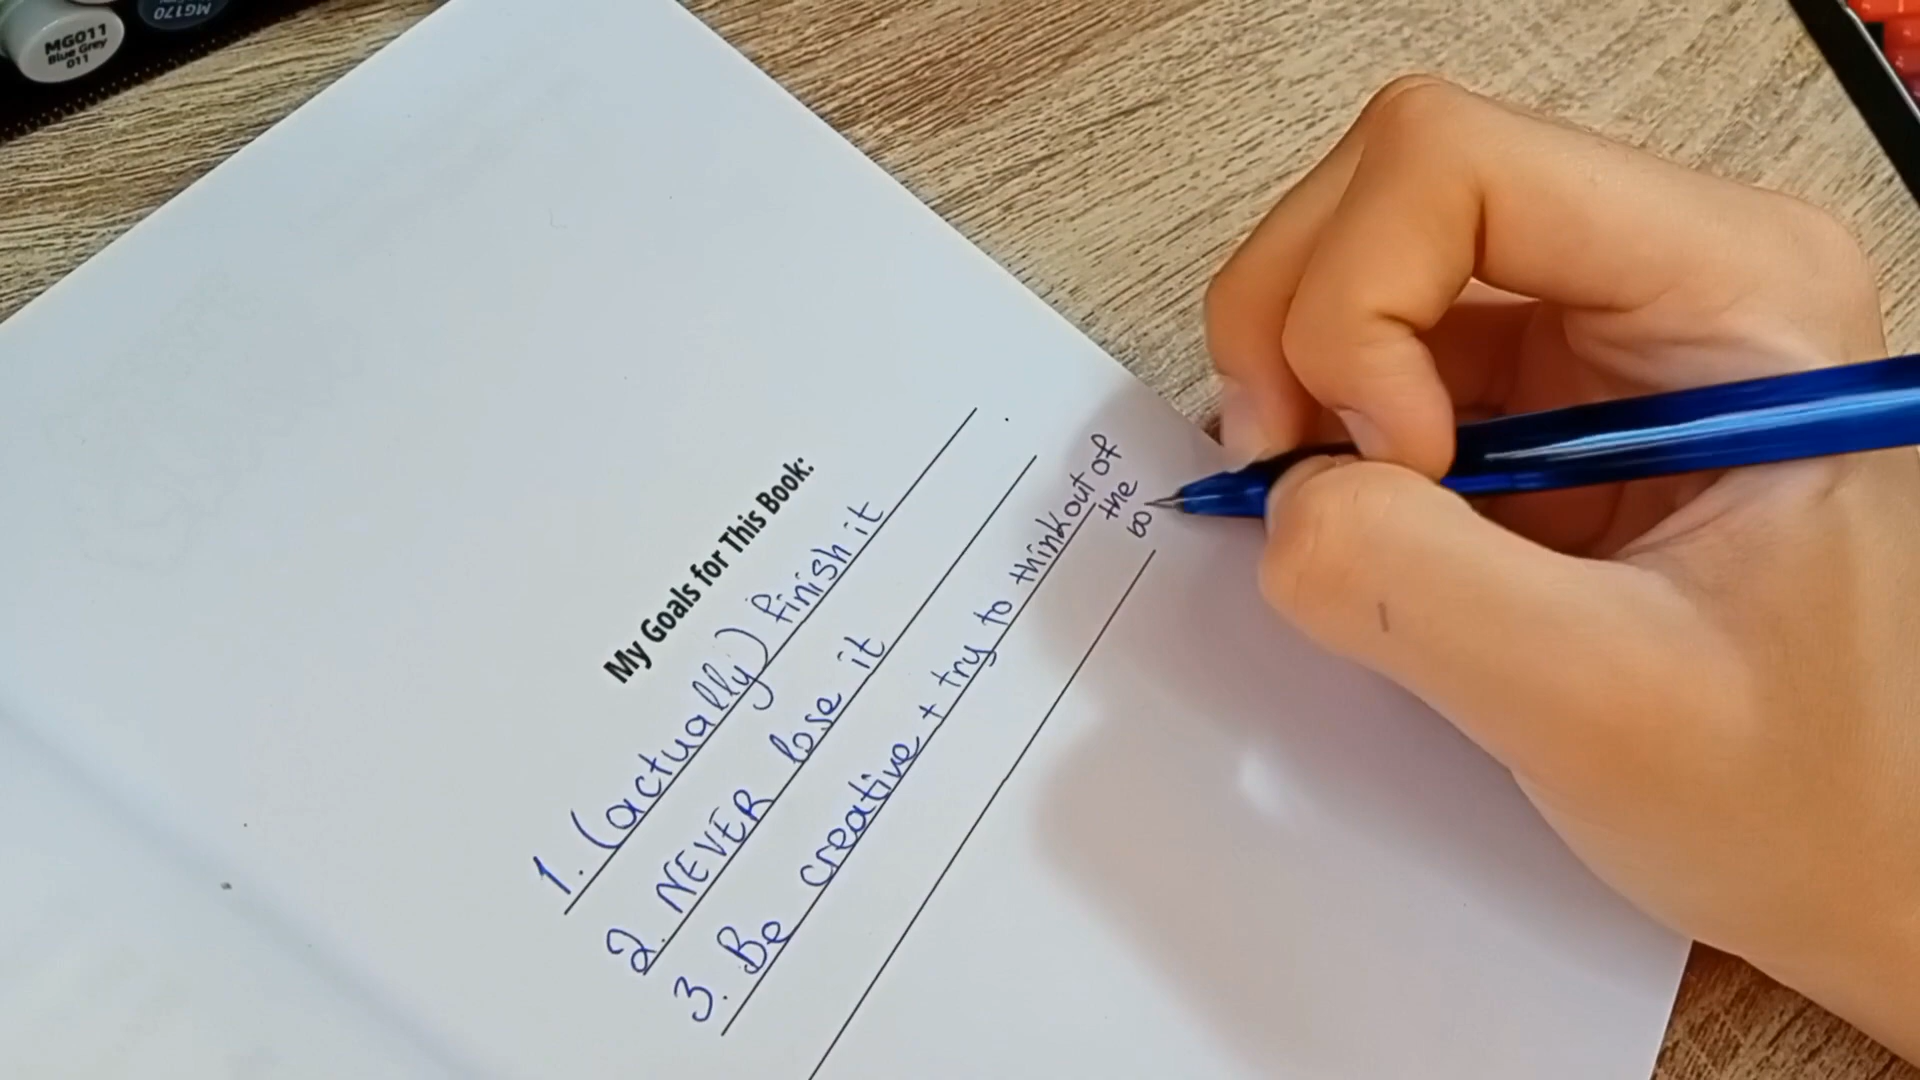 MG011
Blue Grey
011
MG170
My Goals for This Book:
1. (actually) finish it
2. NEVER lose it
3. Be creative + try to think out of
the
bo